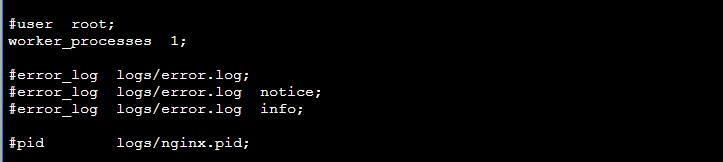 #user  root;
worker_processes  1;
#error_log  logs/error.log;
#error_log  logs/error.log  notice;
#error_log  logs/error.log  info;
#pid        logs/nginx.pid;